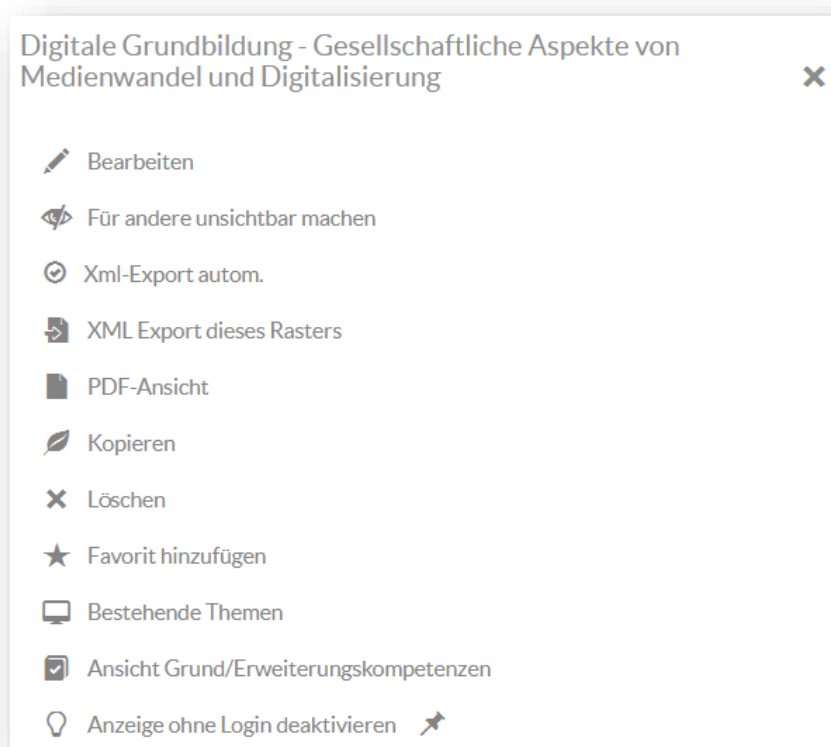 Digitale Grundbildung - Gesellschaftliche Aspekte von
Medienwandel und Digitalisierung
Bearbeiten
Für andere unsichtbar machen
Xml-Export autom.
XML Export dieses Rasters
PDF-Ansicht
Kopieren
Löschen
Favorit hinzufügen
Bestehende Themen
Ansicht Grund/Erweiterungskompetenzen
Anzeige ohne Login deaktivieren